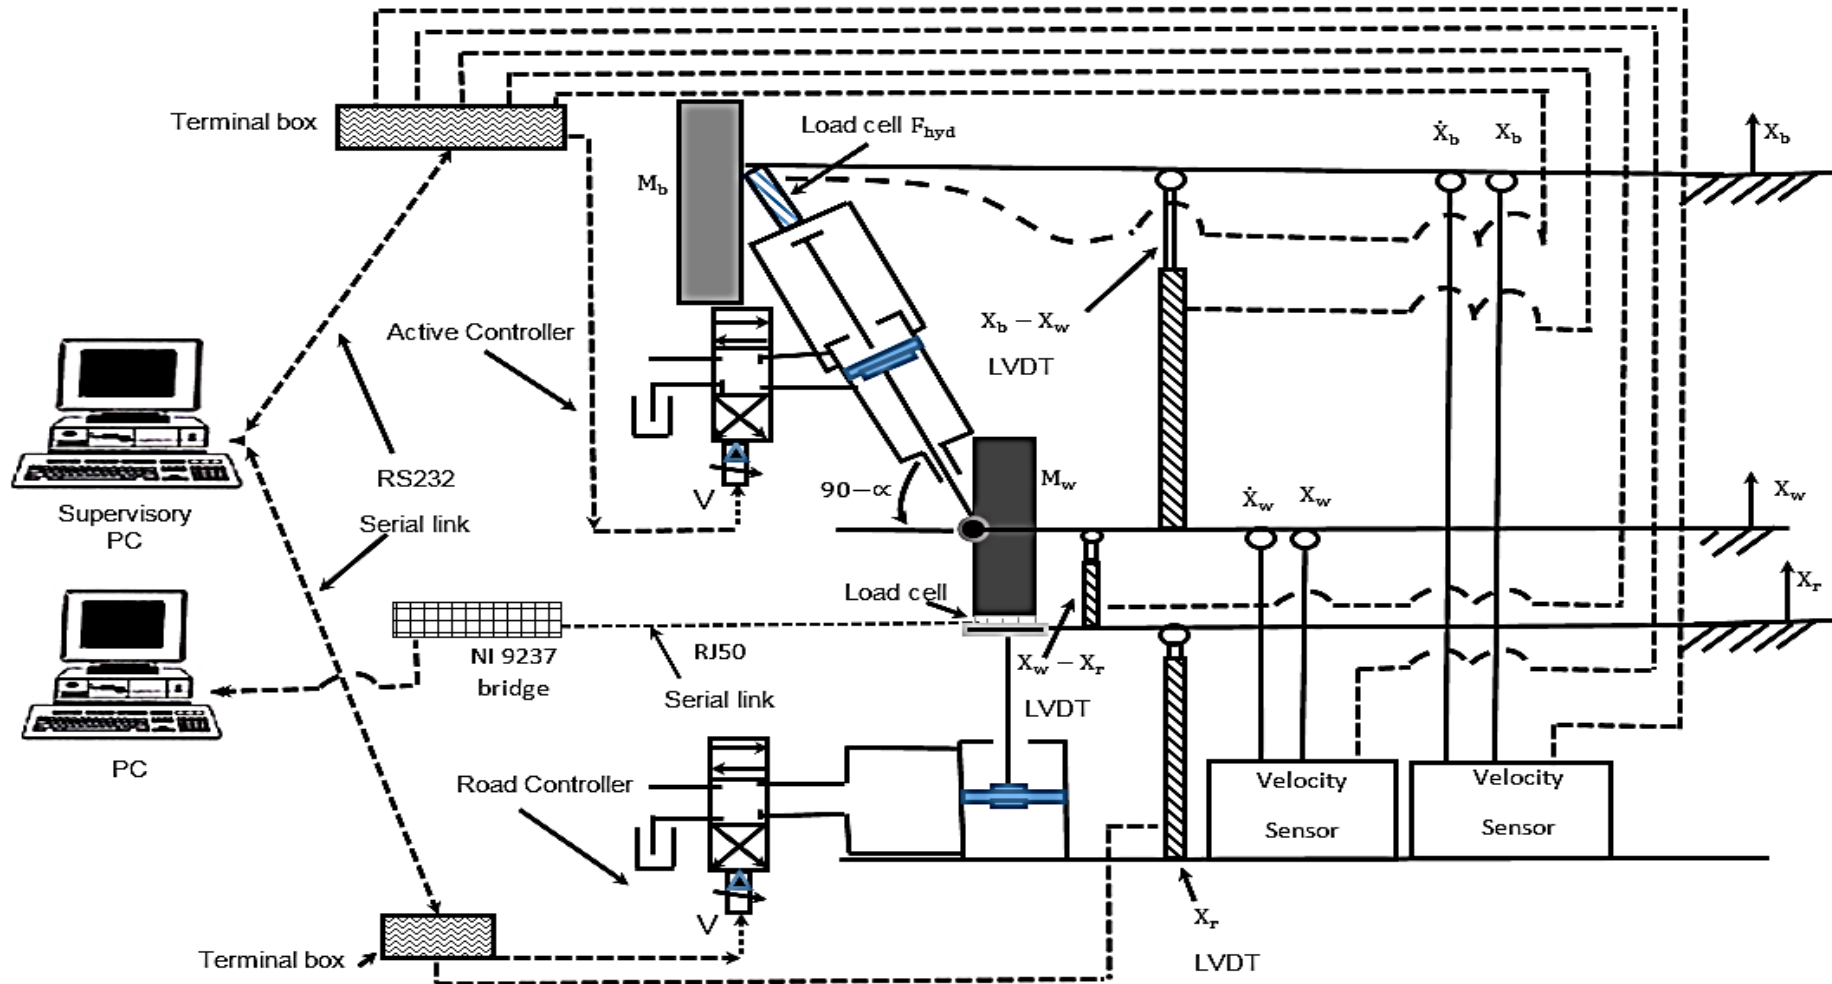 Terminal box
Load cell F_hyd
Ẋ_b
X_b
X_b
M_b
Active Controller
X_b − X_w
LVDT
RS232
Serial link
Supervisory
PC
V
90−∝
M_w
Ẋ_w
X_w
X_w
X_r
Load cell
NI 9237
bridge
RJ50
Serial link
X_w − X_r
LVDT
PC
Road Controller
Velocity
Sensor
Velocity
Sensor
V
X_r
LVDT
Terminal box